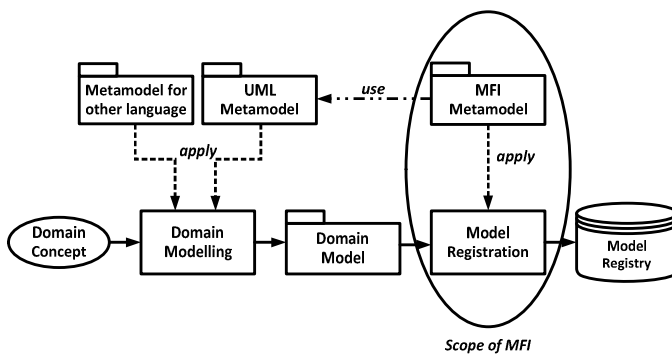 Metamodel for
other language
UML
Metamodel
use
MFI
Metamodel
apply
apply
Domain
Concept
Domain
Modelling
Domain
Model
Model
Registration
Model
Registry
Scope of MFI